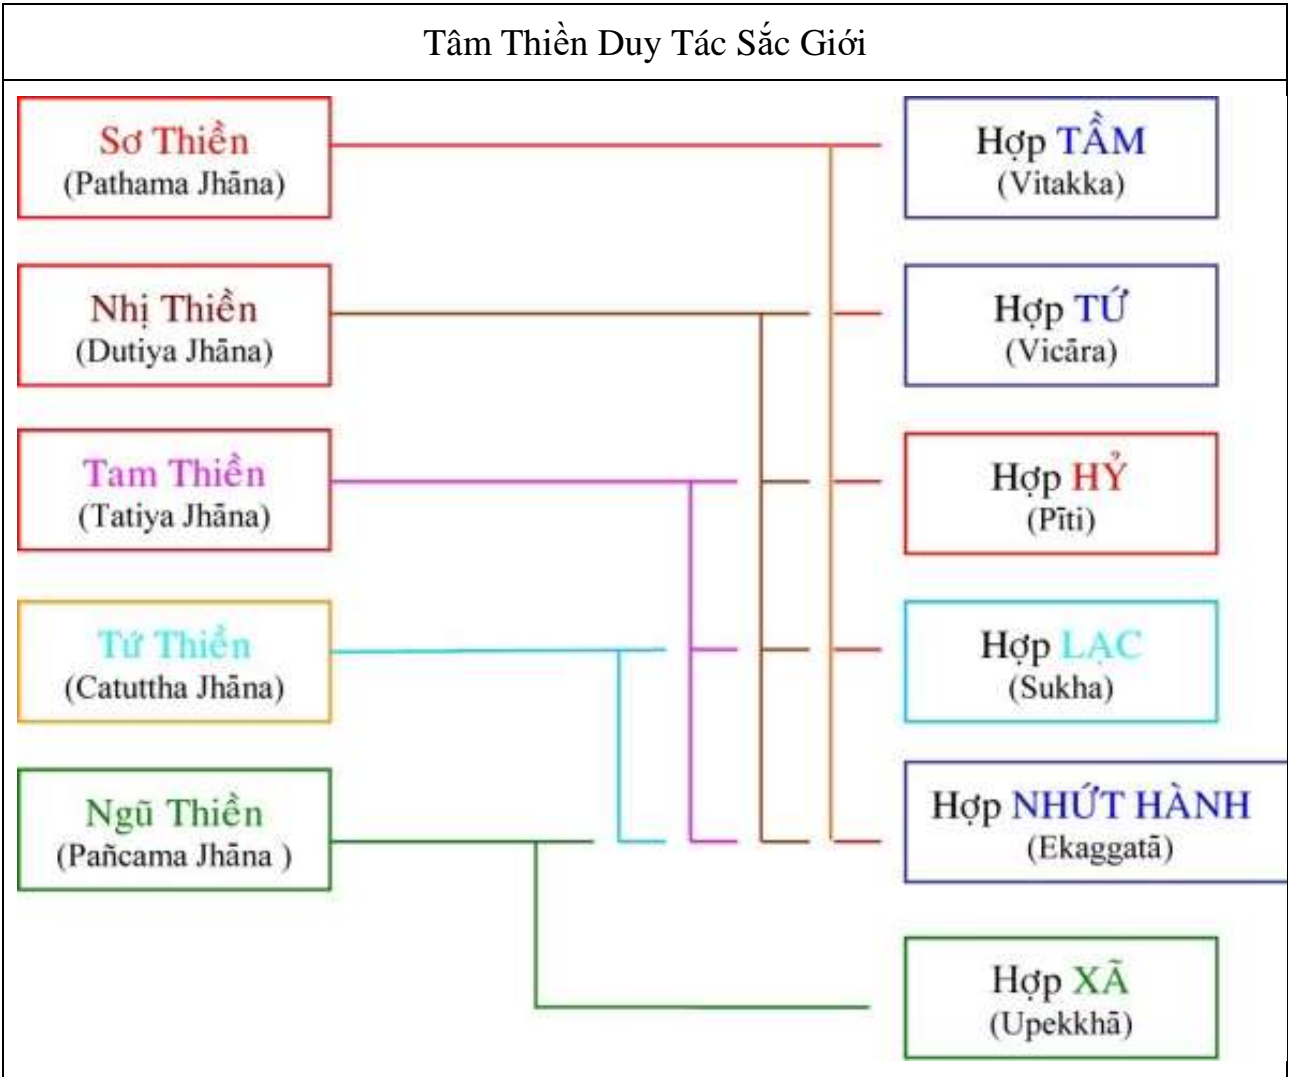 Tâm Thiền Duy Tác Sắc Giới
Sơ Thiền
(Pathama Jhāna)
Hợp TẦM
(Vitakka)
Nhị Thiền
(Dutiya Jhāna)
Hợp TỨ
(Vicāra)
Tam Thiền
(Tatiya Jhāna)
Hợp HỶ
(Pīti)
Tứ Thiền
(Catuttha Jhāna)
Hợp LẠC
(Sukha)
Ngũ Thiền
(Pañcama Jhāna )
Hợp NHỨT HÀNH
(Ekaggatā)
Hợp XÃ
(Upekkhā)